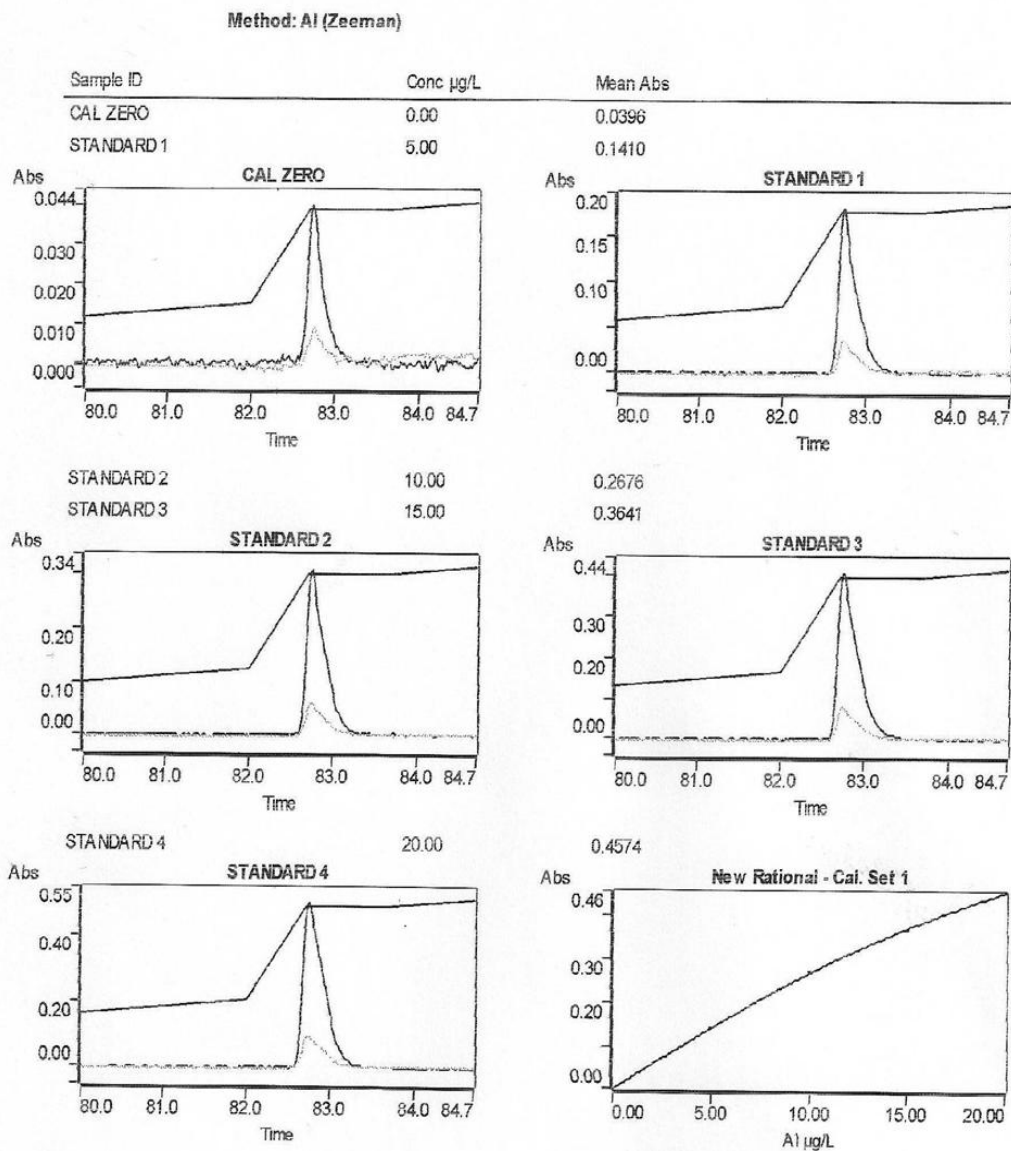 Method: Al (Zeeman)
Sample ID Conc µg/L Mean Abs
CAL ZERO 0.00 0.0396
STANDARD 1 5.00 0.1410
Abs CAL ZERO
0.044
0.030
0.020
0.010
0.000
80.0 81.0 82.0 83.0 84.0 84.7
Time
Abs STANDARD 1
0.20
0.15
0.10
0.00
80.0 81.0 82.0 83.0 84.0 84.7
Time
STANDARD 2 10.00 0.2676
STANDARD 3 15.00 0.3641
Abs STANDARD 2
0.34
0.20
0.10
0.00
80.0 81.0 82.0 83.0 84.0 84.7
Time
Abs STANDARD 3
0.44
0.30
0.20
0.00
80.0 81.0 82.0 83.0 84.0 84.7
Time
STANDARD 4 20.00 0.4574
Abs STANDARD 4
0.55
0.40
0.20
0.00
80.0 81.0 82.0 83.0 84.0 84.7
Time
Abs New Rational - Cal. Set 1
0.46
0.30
0.20
0.00
0.00 5.00 10.00 15.00 20.00
Al µg/L